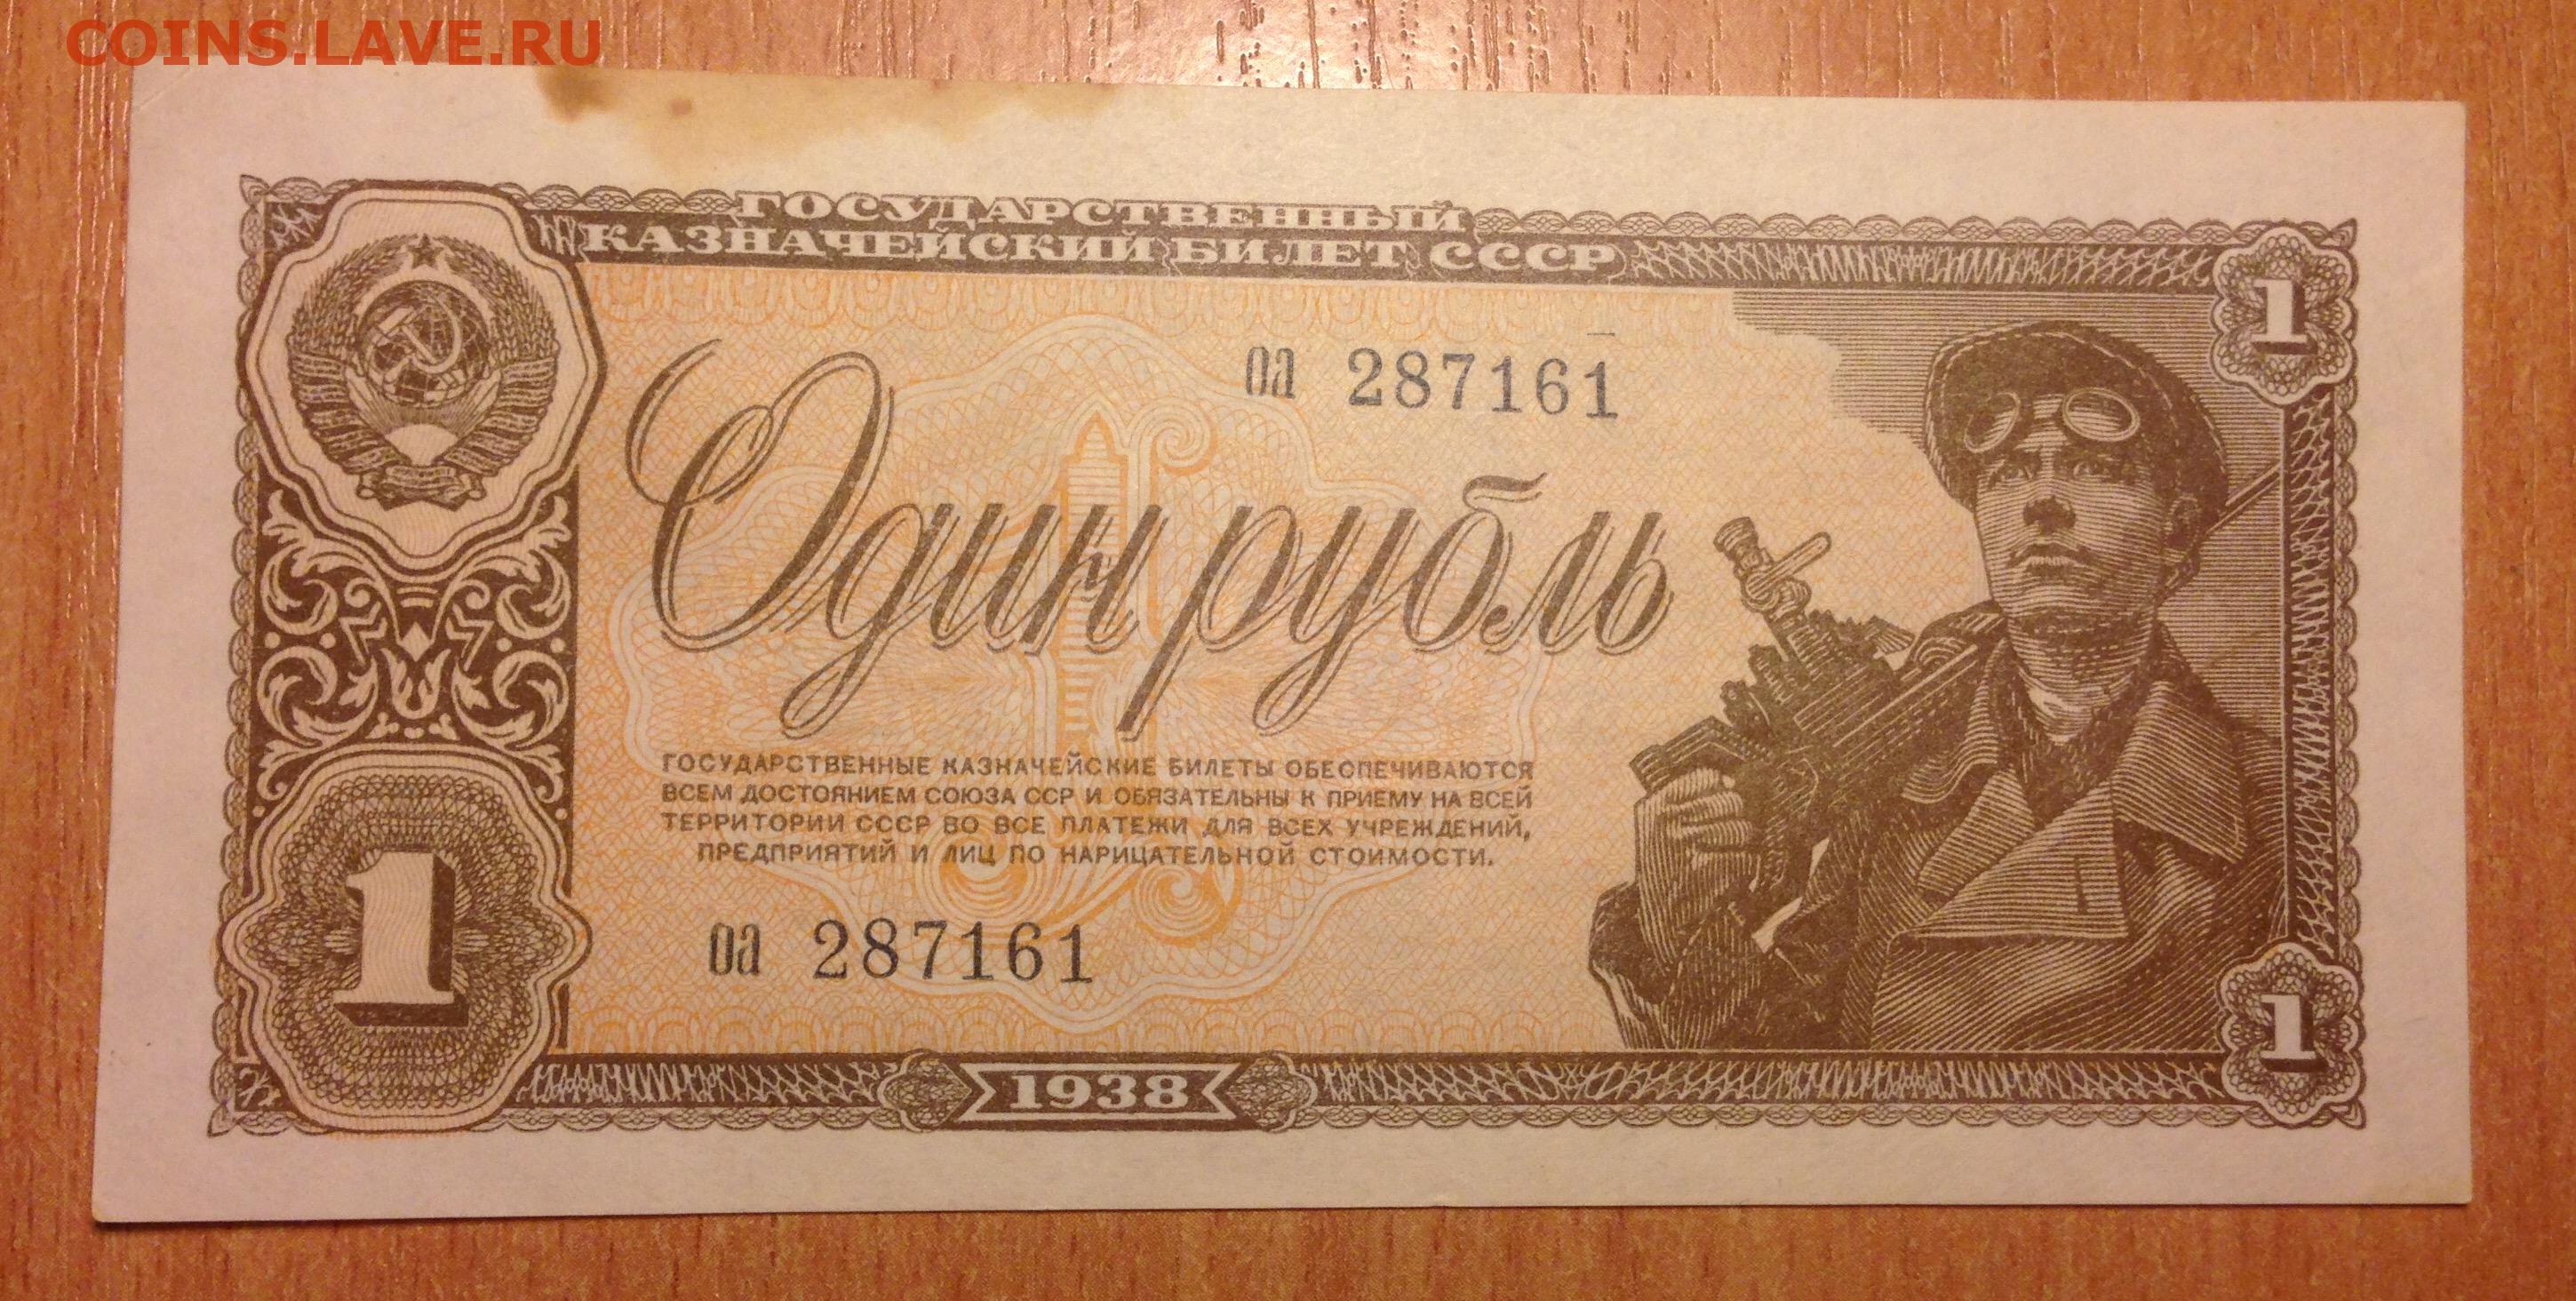 COINS.LAVE.RU
ГОСУДАРСТВЕННЫЙ
КАЗНАЧЕЙСКИЙ БИЛЕТ СССР
1
оа 287161
Один рубль
ГОСУДАРСТВЕННЫЕ КАЗНАЧЕЙСКИЕ БИЛЕТЫ ОБЕСПЕЧИВАЮТСЯ
ВСЕМ ДОСТОЯНИЕМ СОЮЗА ССР И ОБЯЗАТЕЛЬНЫ К ПРИЕМУ НА ВСЕЙ
ТЕРРИТОРИИ СССР ВО ВСЕ ПЛАТЕЖИ ДЛЯ ВСЕХ УЧРЕЖДЕНИЙ,
ПРЕДПРИЯТИЙ И ЛИЦ ПО НАРИЦАТЕЛЬНОЙ СТОИМОСТИ.
1
оа 287161
1
1938